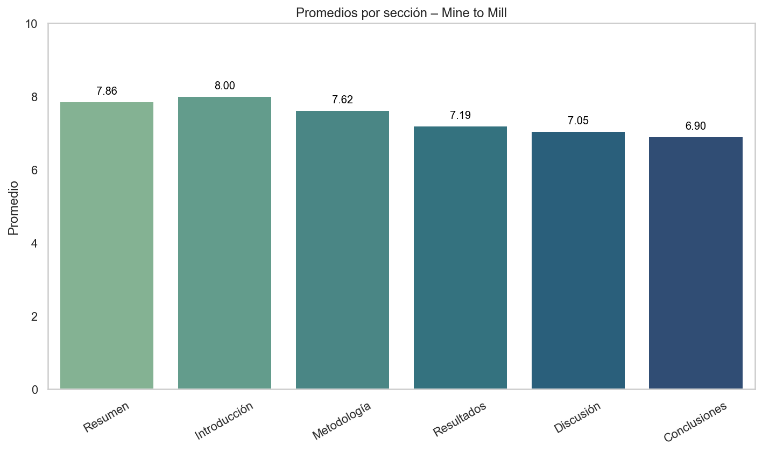 Promedios por sección – Mine to Mill
Promedio
10
8
6
4
2
0
7.86
8.00
7.62
7.19
7.05
6.90
Resumen
Introducción
Metodología
Resultados
Discusión
Conclusiones